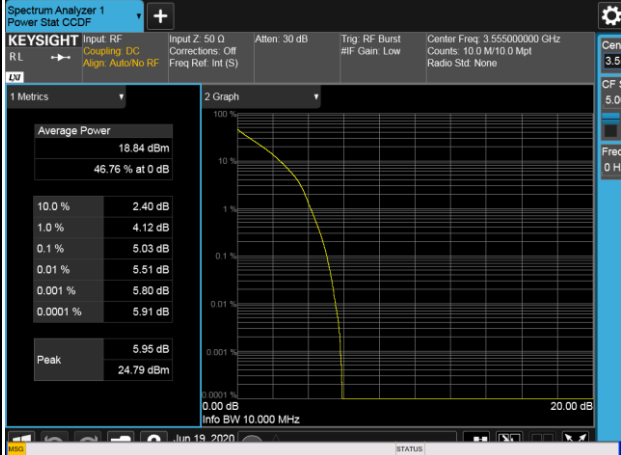 Spectrum Analyzer 1
Power Stat CCDF
KEYSIGHT
RL
LXI
Input: RF
Coupling: DC
Align: Auto/No RF
Input Z: 50 Ω
Corrections: Off
Freq Ref: Int (S)
Atten: 30 dB
Trig: RF Burst
#IF Gain: Low
Center Freq: 3.555000000 GHz
Counts: 10.0 M/10.0 Mpt
Radio Std: None
1 Metrics
Average Power
18.84 dBm
46.76 % at 0 dB
10.0 % 2.40 dB
1.0 % 4.12 dB
0.1 % 5.03 dB
0.01 % 5.51 dB
0.001 % 5.80 dB
0.0001 % 5.91 dB
Peak
5.95 dB
24.79 dBm
2 Graph
100 %
10 %
1 %
0.1 %
0.01 %
0.001 %
0.0001 %
0.00 dB 20.00 dB
Info BW 10.000 MHz
Jun 19, 2020
MSG STATUS
0 H